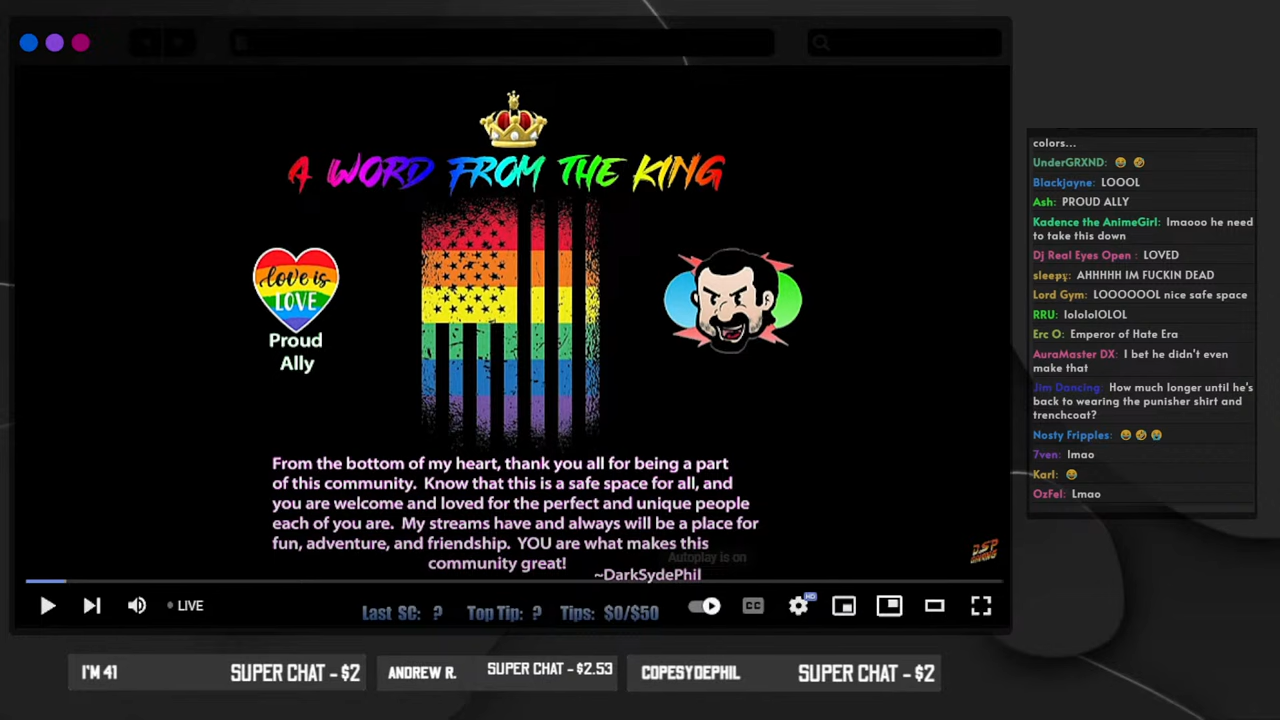 A WORD FROM THE KING
love is
LOVE
Proud
Ally
From the bottom of my heart, thank you all for being a part
of this community.  Know that this is a safe space for all, and
you are welcome and loved for the perfect and unique people
each of you are.  My streams have and always will be a place for
fun, adventure, and friendship.  YOU are what makes this
community great!
Autoplay is on
~DarkSydePhil
DSP
GAMING
LIVE
Last SC: ?
Top Tip: ?
Tips: $0/$50
CC
HD
colors...
UnderGRXND: 😄 🤣
BlackJayne: LOOOL
Ash: PROUD ALLY
Kadence the AnimeGirl: lmaooo he need
to take this down
Dj Real Eyes Open : LOVED
sleepy: AHHHHH IM FUCKIN DEAD
Lord Gym: LOOOOOOL nice safe space
RRU: lolololOLOL
Erc O: Emperor of Hate Era
AuraMaster DX: I bet he didn't even
make that
Jim Dancing: How much longer until he's
back to wearing the punisher shirt and
trenchcoat?
Nosty Fripples: 😄 🤣 😭
7ven: lmao
Karl: 😄
OzFel: Lmao
I'M 41
SUPER CHAT - $2
ANDREW R.
SUPER CHAT - $2.53
COPESYDEPHIL
SUPER CHAT - $2